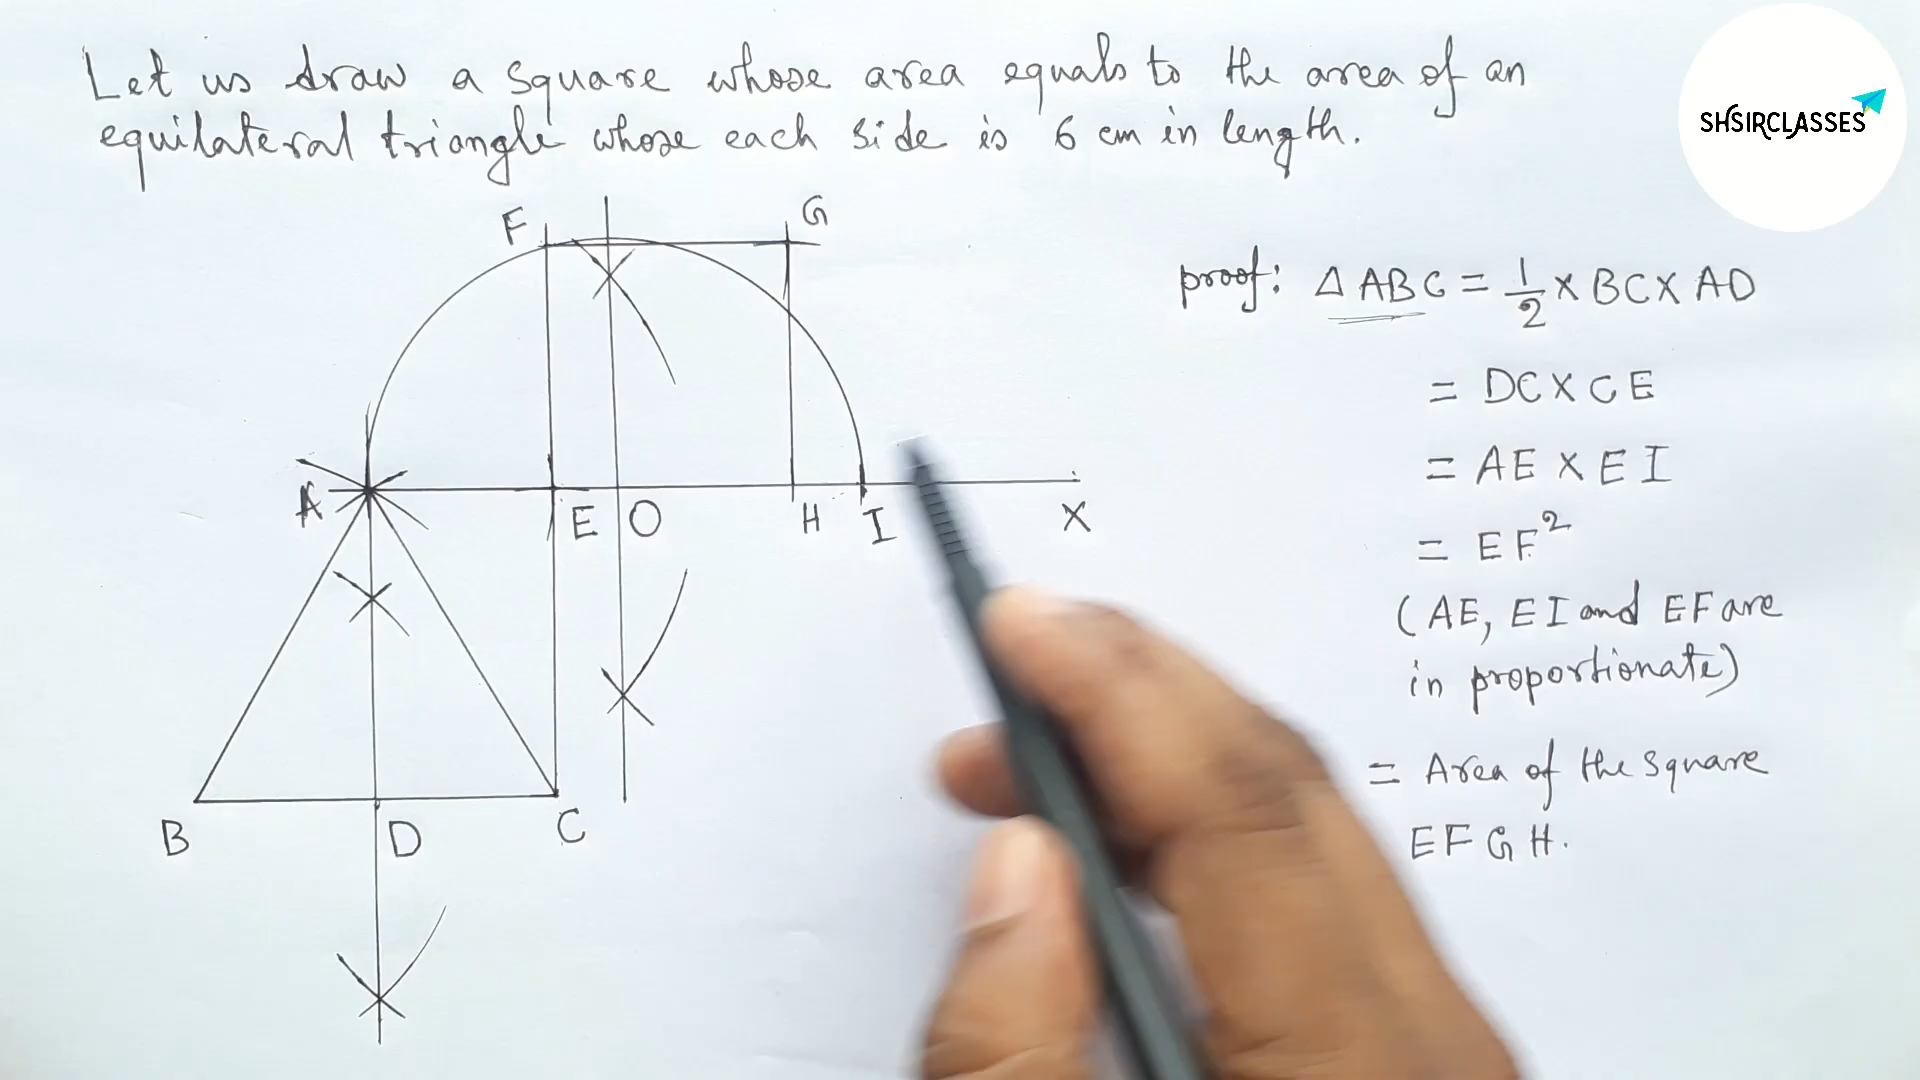 Let us draw a square whose area equals to the area of an
equilateral triangle whose each side is 6 cm in length.
SHSIRCLASSES
F
G
proof: △ ABC = 1/2 × BC × AD
= DC × CE
= AE × EI
A
E
O
H
I
X
= EF²
(AE, EI and EF are
in proportionate)
= Area of the square
EFGH.
B
D
C